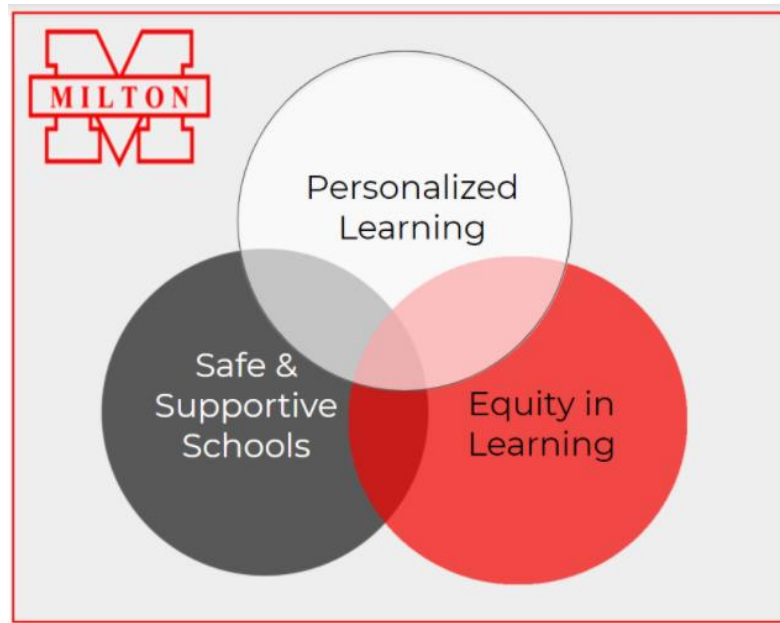 MILTON
Personalized
Learning
Safe &
Supportive
Schools
Equity in
Learning